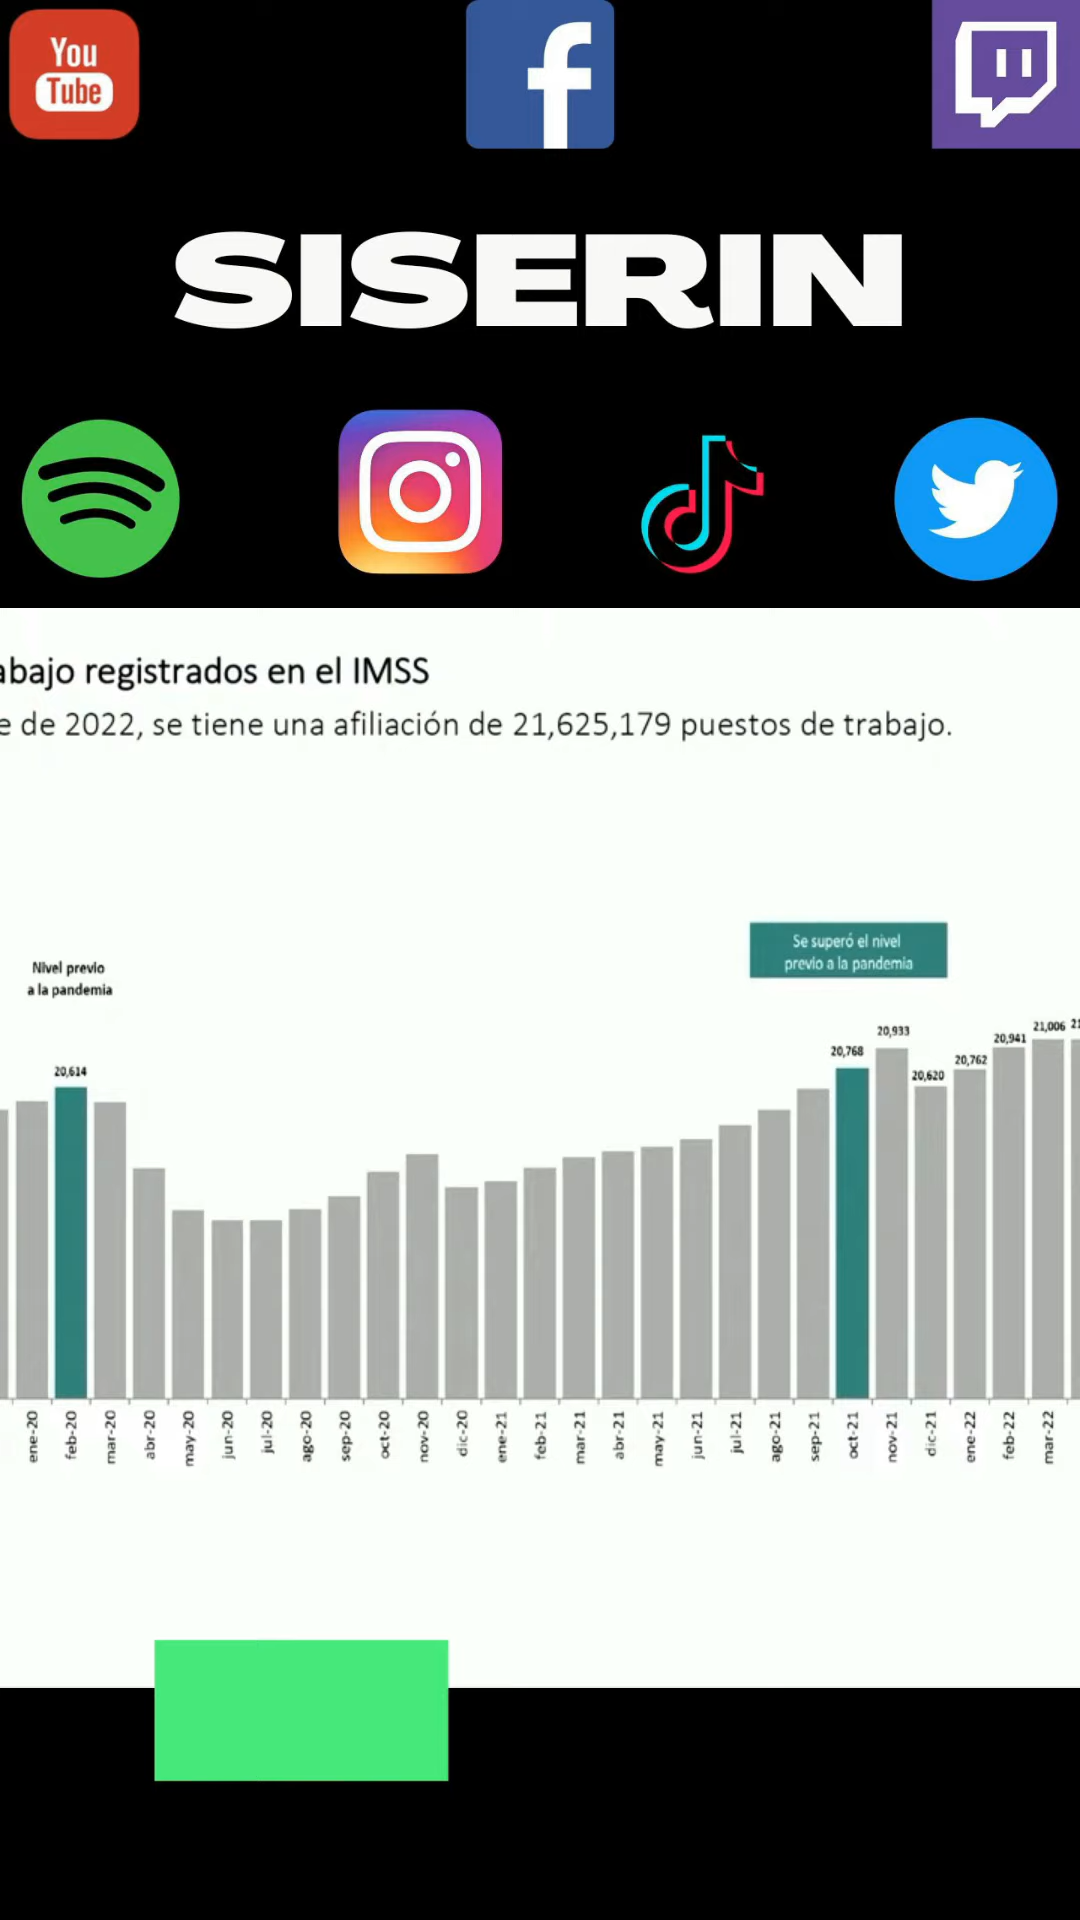 You
Tube
SISERIN
abajo registrados en el IMSS
e de 2022, se tiene una afiliación de 21,625,179 puestos de trabajo.
Se superó el nivel
previo a la pandemia
Nivel previo
a la pandemia
20,614
20,768
20,933
20,620
20,762
20,941
21,006
21
ene-20
feb-20
mar-20
abr-20
may-20
jun-20
jul-20
ago-20
sep-20
oct-20
nov-20
dic-20
ene-21
feb-21
mar-21
abr-21
may-21
jun-21
jul-21
ago-21
sep-21
oct-21
nov-21
dic-21
ene-22
feb-22
mar-22